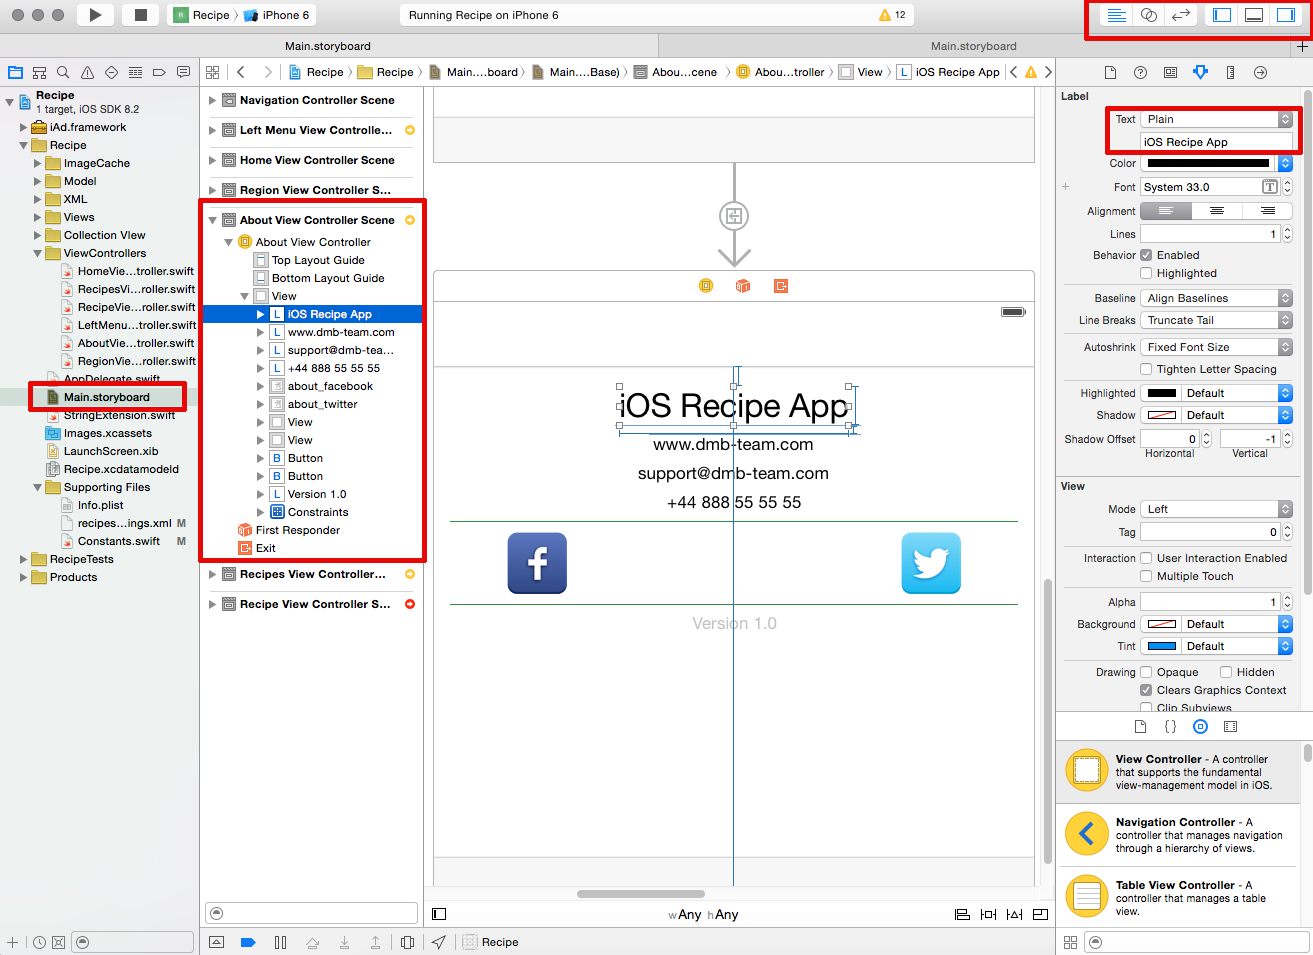 Recipe
iPhone 6
Running Recipe on iPhone 6
12
Main.storyboard
Main.storyboard
Recipe
Recipe
Main....board
Main....Base)
Abou...cene
Abou...troller
View
L
iOS Recipe App
Recipe
1 target, iOS SDK 8.2
iAd.framework
Recipe
ImageCache
Model
XML
Views
Collection View
ViewControllers
HomeVie...troller.swift
RecipesVi...roller.swift
RecipeVie...roller.swift
LeftMenu...troller.swift
AboutVie...troller.swift
RegionVie...roller.swift
AppDelegate.swift
Main.storyboard
StringExtension.swift
Images.xcassets
LaunchScreen.xib
Recipe.xcdatamodeld
Supporting Files
Info.plist
recipes...ings.xml M
Constants.swift M
RecipeTests
Products
Navigation Controller Scene
Left Menu View Controlle...
Home View Controller Scene
Region View Controller S...
About View Controller Scene
About View Controller
Top Layout Guide
Bottom Layout Guide
View
L iOS Recipe App
L www.dmb-team.com
L support@dmb-tea...
L +44 888 55 55 55
about_facebook
about_twitter
View
View
B Button
B Button
L Version 1.0
Constraints
First Responder
Exit
Recipes View Controller...
Recipe View Controller S...
iOS Recipe App
www.dmb-team.com
support@dmb-team.com
+44 888 55 55 55
f
Version 1.0
wAny hAny
Recipe
Label
Text Plain
iOS Recipe App
Color
Font System 33.0 T
Alignment
Lines 1
Behavior Enabled
Highlighted
Baseline Align Baselines
Line Breaks Truncate Tail
Autoshrink Fixed Font Size
Tighten Letter Spacing
Highlighted Default
Shadow Default
Shadow Offset 0 -1
Horizontal Vertical
View
Mode Left
Tag 0
Interaction User Interaction Enabled
Multiple Touch
Alpha 1
Background Default
Tint Default
Drawing Opaque Hidden
Clears Graphics Context
Clip Subviews
{}
View Controller - A controller
that supports the fundamental
view-management model in iOS.
Navigation Controller - A
controller that manages navigation
through a hierarchy of views.
Table View Controller - A
controller that manages a table
view.